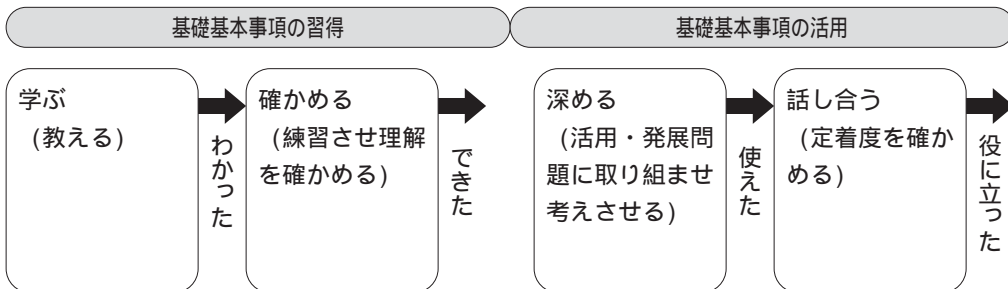 基礎基本事項の習得
基礎基本事項の活用
学ぶ
(教える)
わかった
確かめる
(練習させ理解
を確かめる)
できた
深める
(活用・発展問
題に取り組ませ
考えさせる)
使えた
話し合う
(定着度を確か
める)
役に立った